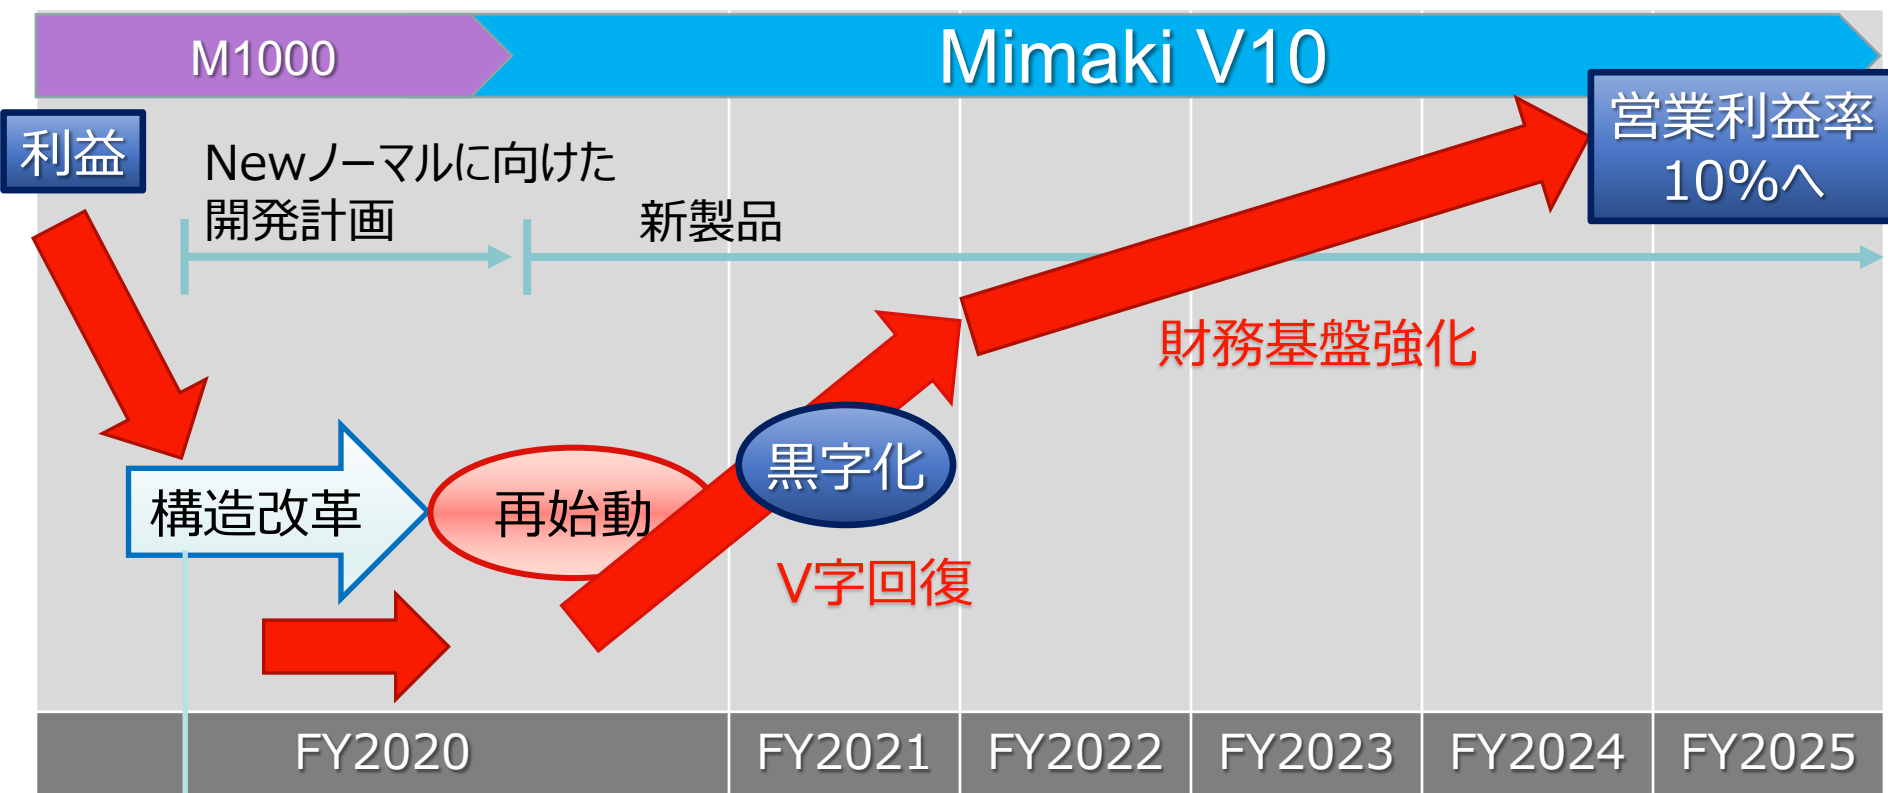 M1000
Mimaki V10
利益
Newノーマルに向けた
開発計画
新製品
営業利益率
10%へ
財務基盤強化
構造改革
再始動
黒字化
V字回復
FY2020
FY2021
FY2022
FY2023
FY2024
FY2025